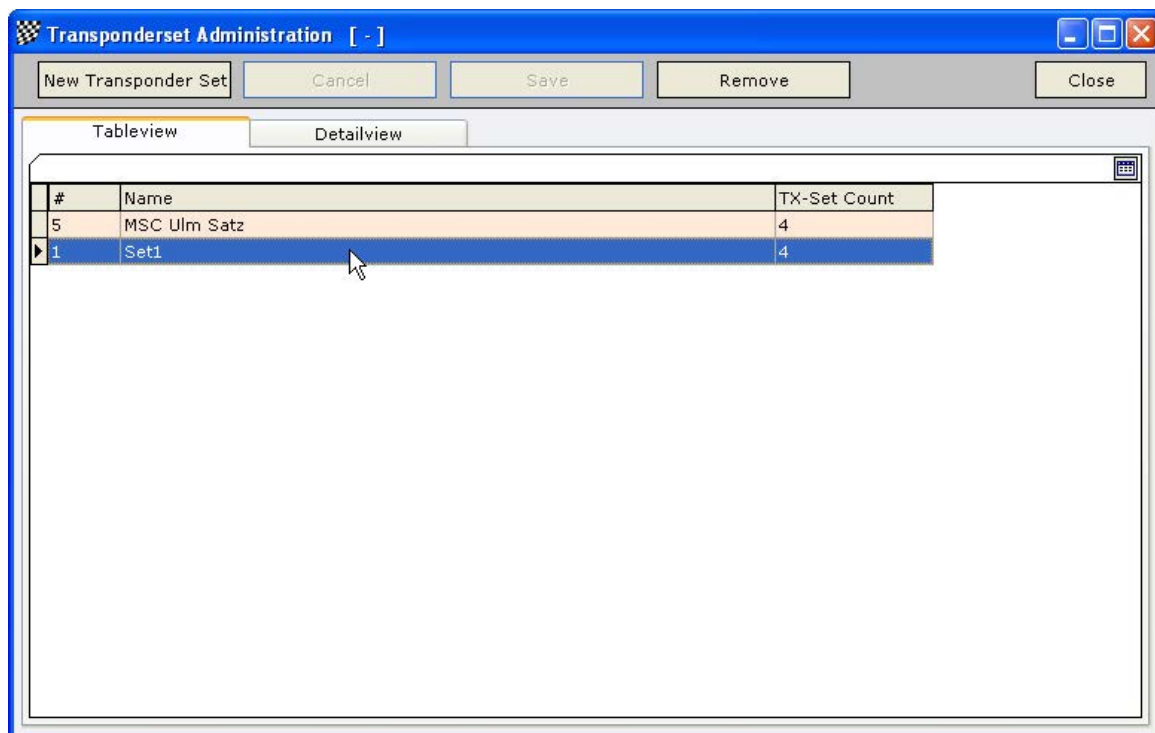 Transponderset Administration [ - ]
New Transponder Set Cancel Save Remove Close
Tableview Detailview
# Name TX-Set Count
5 MSC Ulm Satz 4
1 Set1 4